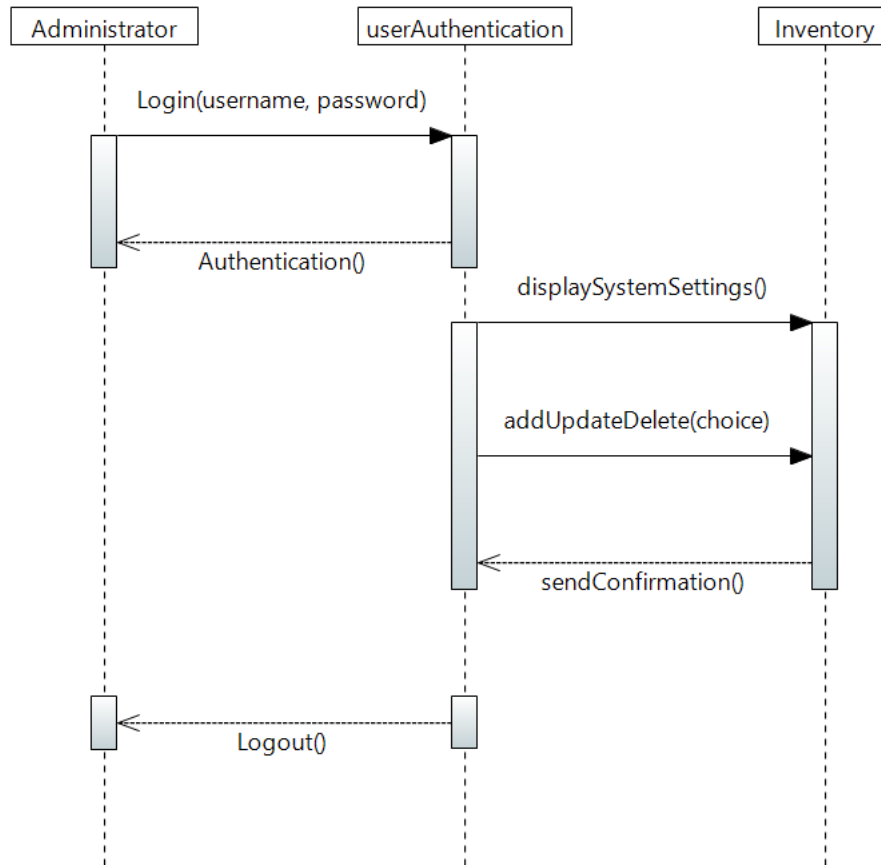 Administrator
userAuthentication
Inventory
Login(username, password)
Authentication()
displaySystemSettings()
addUpdateDelete(choice)
sendConfirmation()
Logout()